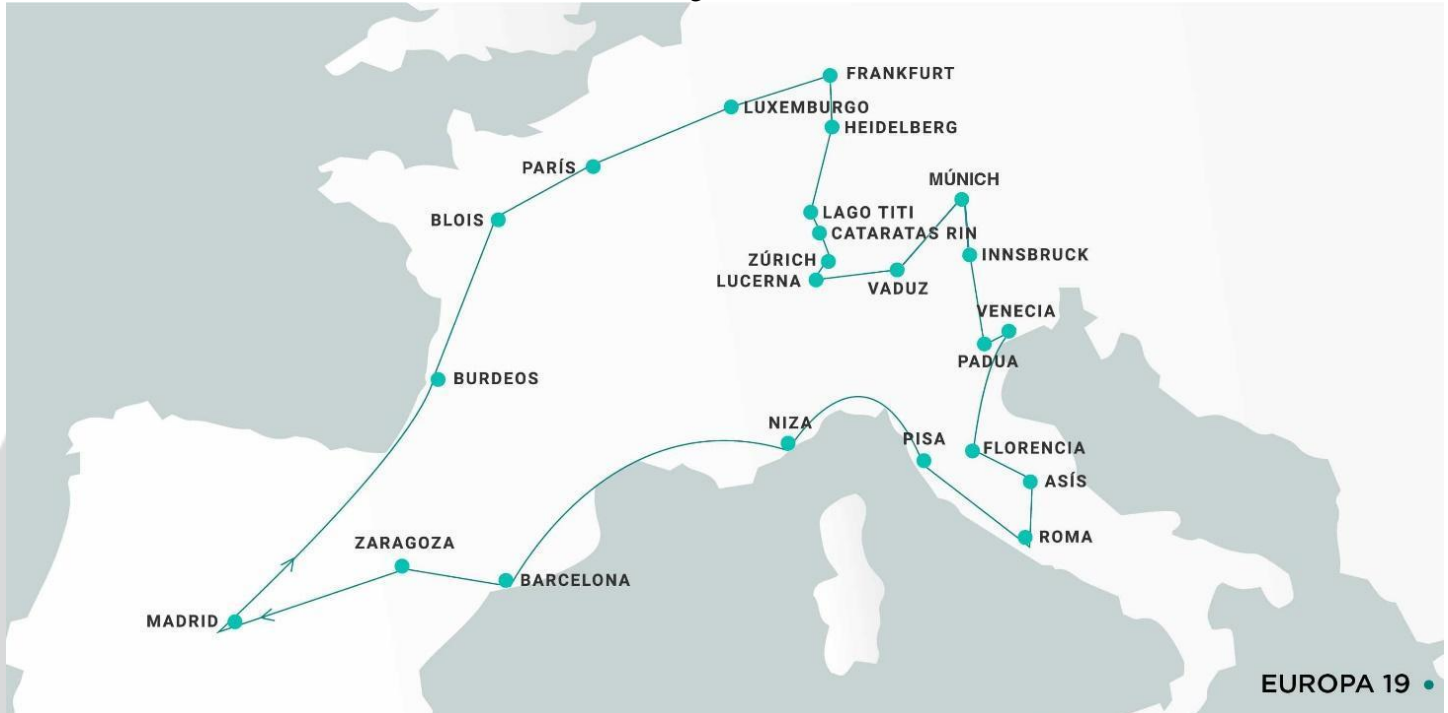 FRANKFURT
LUXEMBURGO
HEIDELBERG
PARÍS
MÚNICH
BLOIS
LAGO TITI
CATARATAS RIN
ZÚRICH
INNSBRUCK
LUCERNA
VADUZ
VENECIA
PADUA
BURDEOS
NIZA
PISA
FLORENCIA
ASÍS
ZARAGOZA
ROMA
BARCELONA
MADRID
EUROPA 19